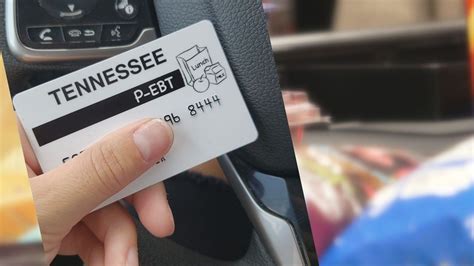 TENNESSEE
P-EBT
Lunch
96 8444